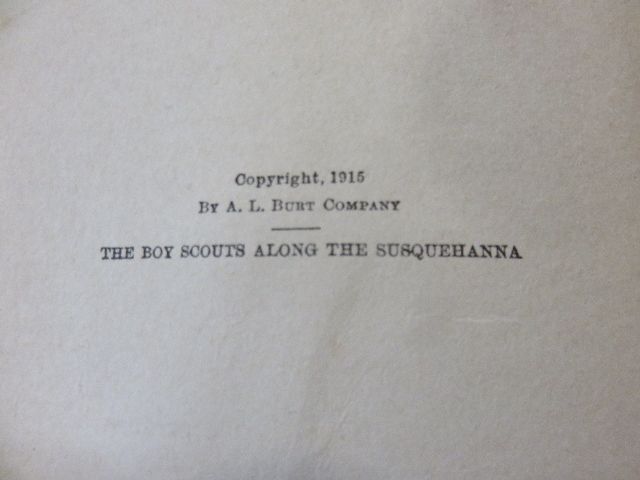 Copyright, 1915
By A. L. Burt Company
THE BOY SCOUTS ALONG THE SUSQUEHANNA